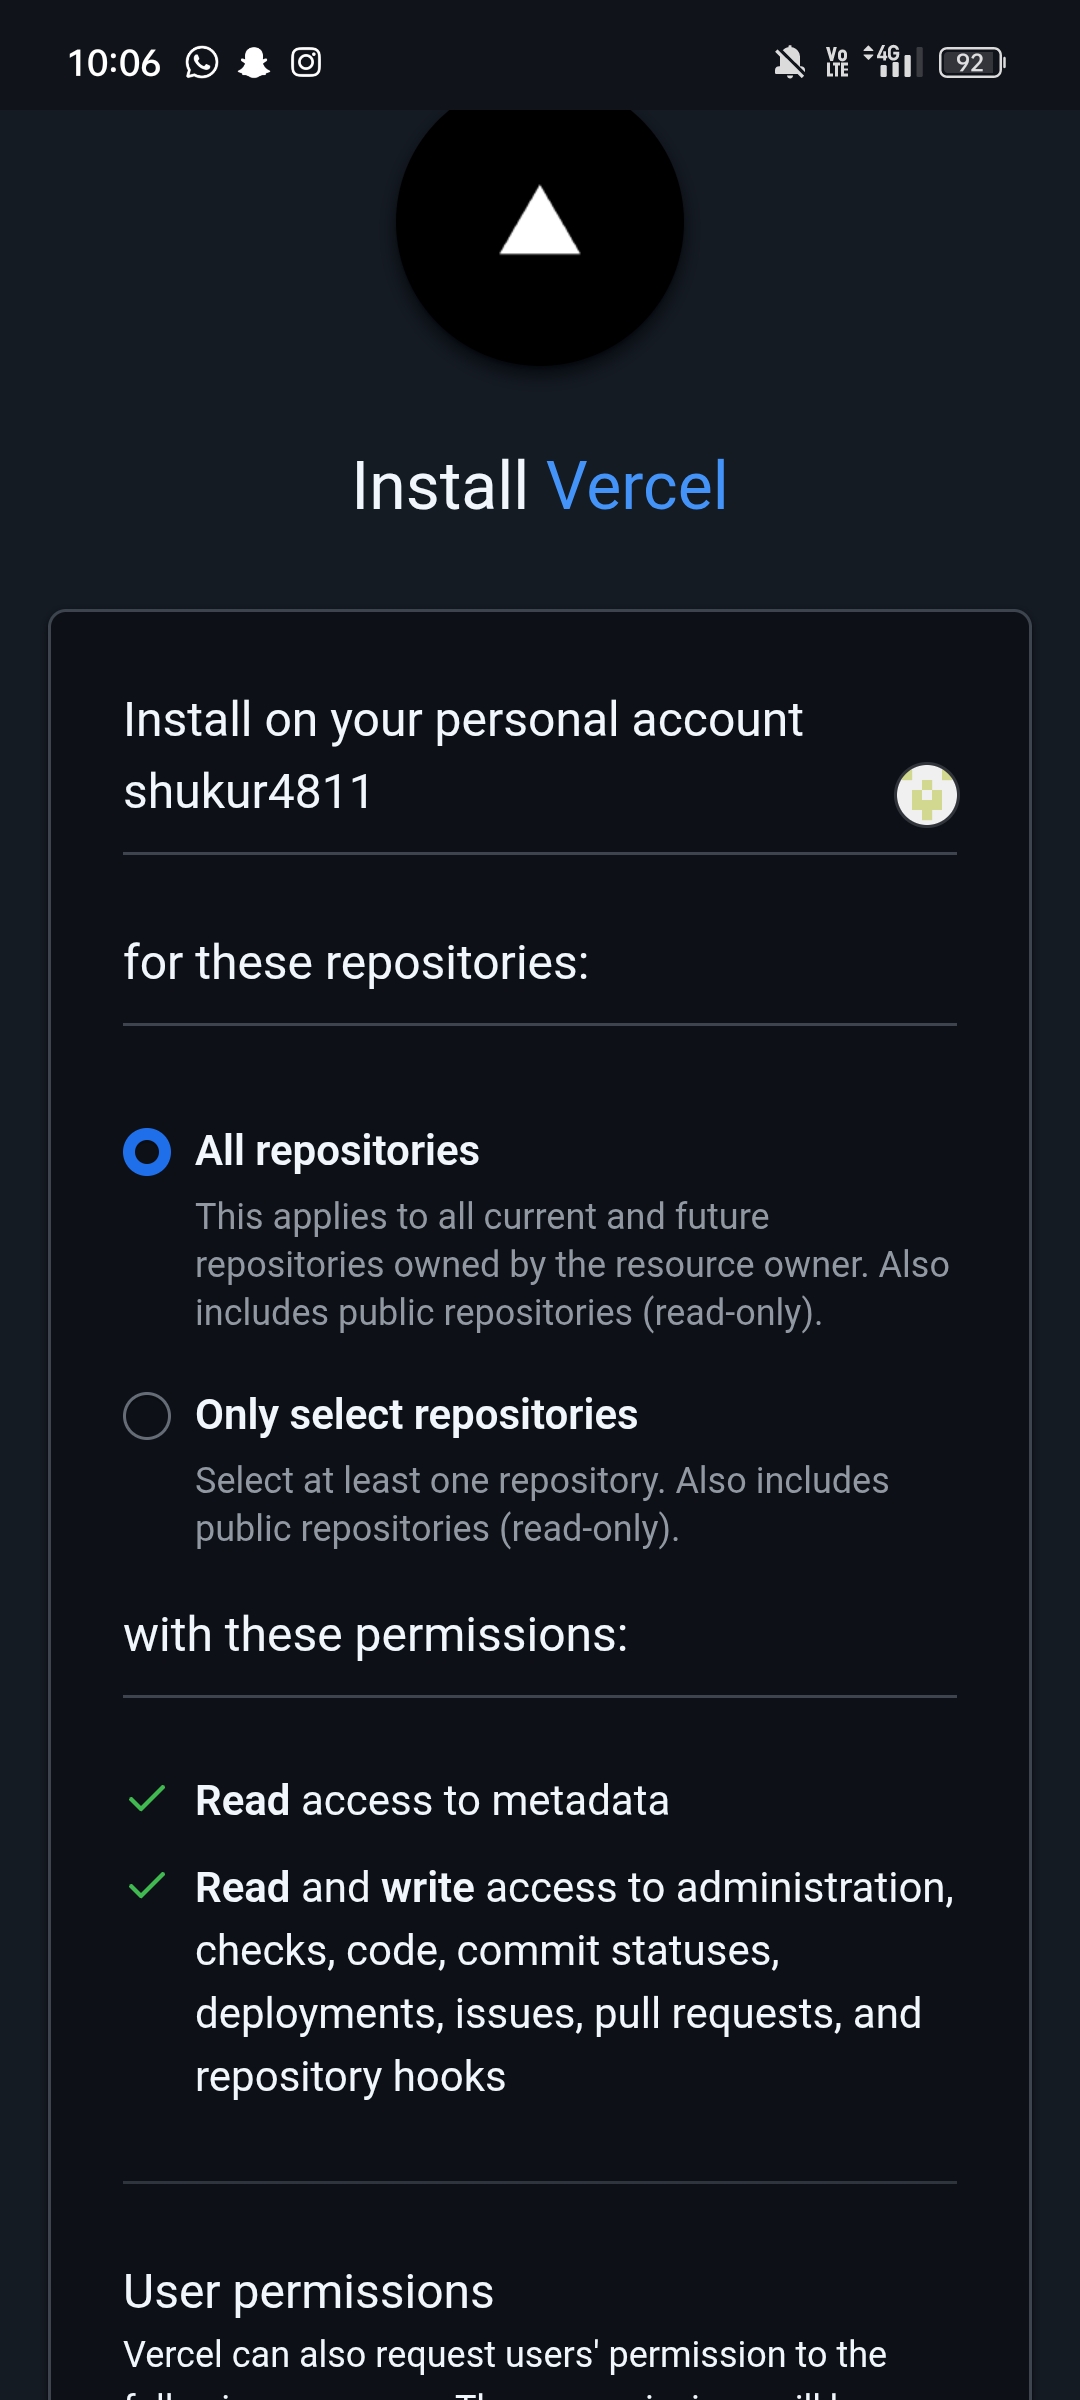 10:06
Vo LTE 4G 92
Install Vercel
Install on your personal account
shukur4811
for these repositories:
All repositories
This applies to all current and future
repositories owned by the resource owner. Also
includes public repositories (read-only).
Only select repositories
Select at least one repository. Also includes
public repositories (read-only).
with these permissions:
Read access to metadata
Read and write access to administration,
checks, code, commit statuses,
deployments, issues, pull requests, and
repository hooks
User permissions
Vercel can also request users' permission to the